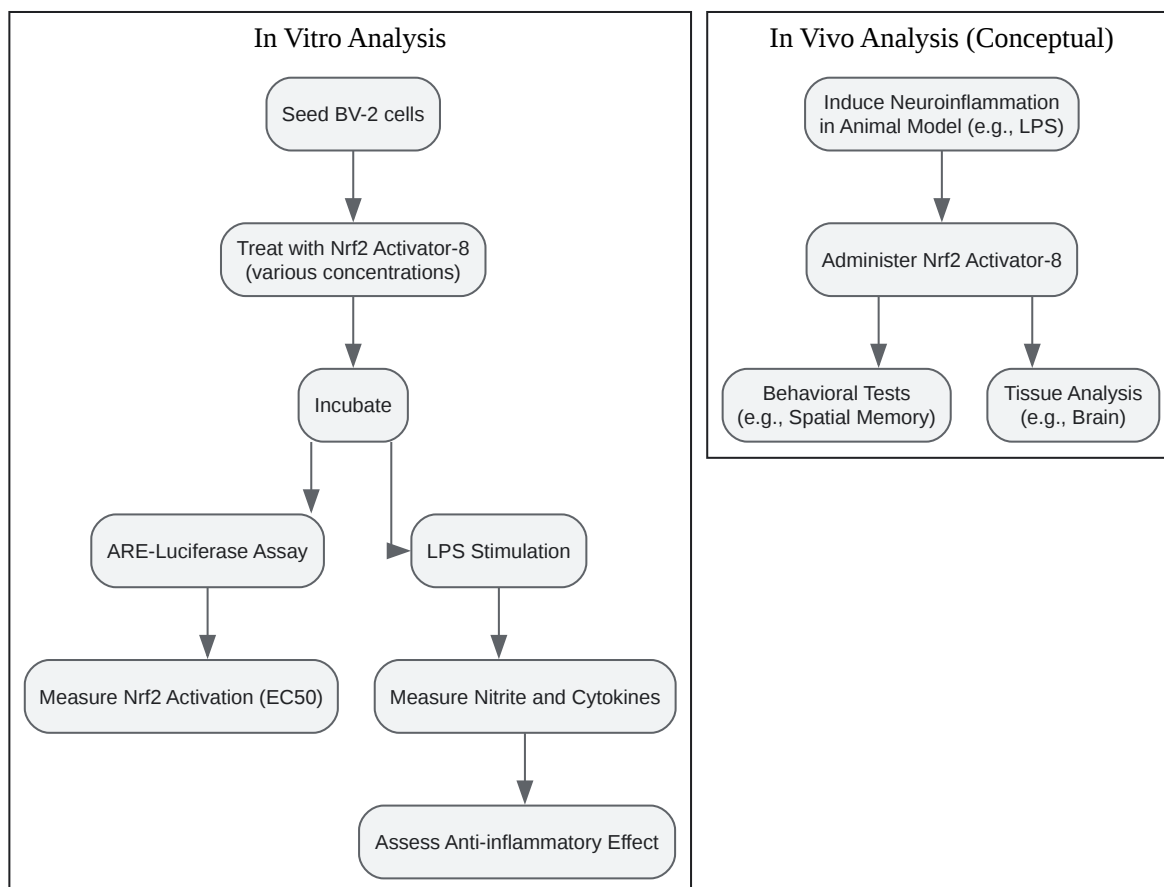 In Vitro Analysis
Seed BV-2 cells
Treat with Nrf2 Activator-8
(various concentrations)
Incubate
ARE-Luciferase Assay
LPS Stimulation
Measure Nrf2 Activation (EC50)
Measure Nitrite and Cytokines
Assess Anti-inflammatory Effect
In Vivo Analysis (Conceptual)
Induce Neuroinflammation
in Animal Model (e.g., LPS)
Administer Nrf2 Activator-8
Behavioral Tests
(e.g., Spatial Memory)
Tissue Analysis
(e.g., Brain)